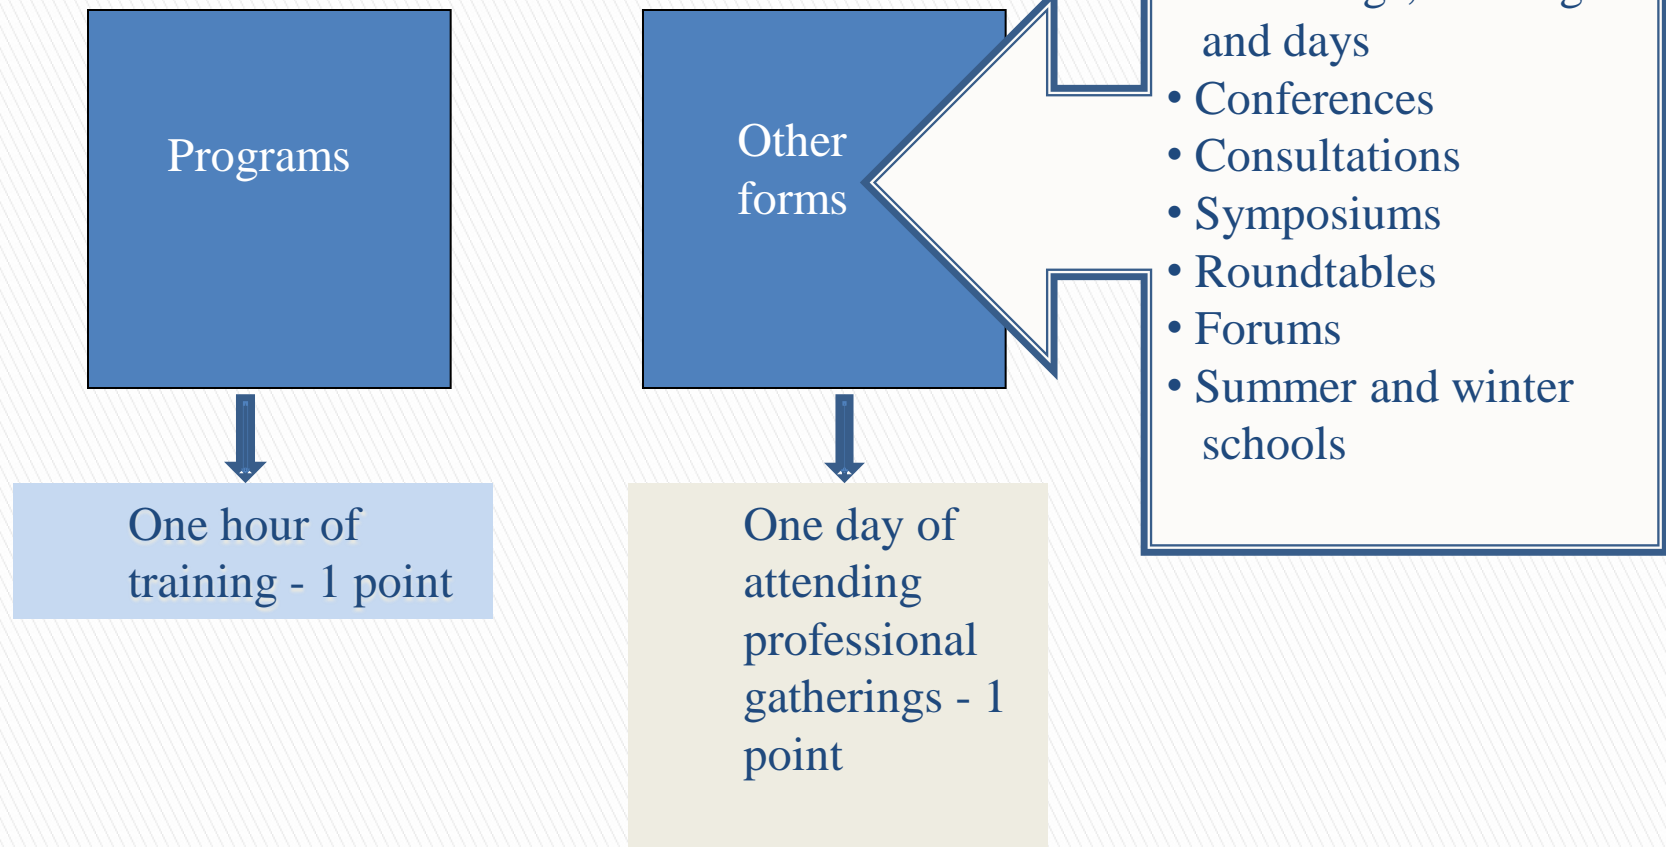 Programs
Other
forms
and days
• Conferences
• Consultations
• Symposiums
• Roundtables
• Forums
• Summer and winter
schools
One hour of
training - 1 point
One day of
attending
professional
gatherings - 1
point